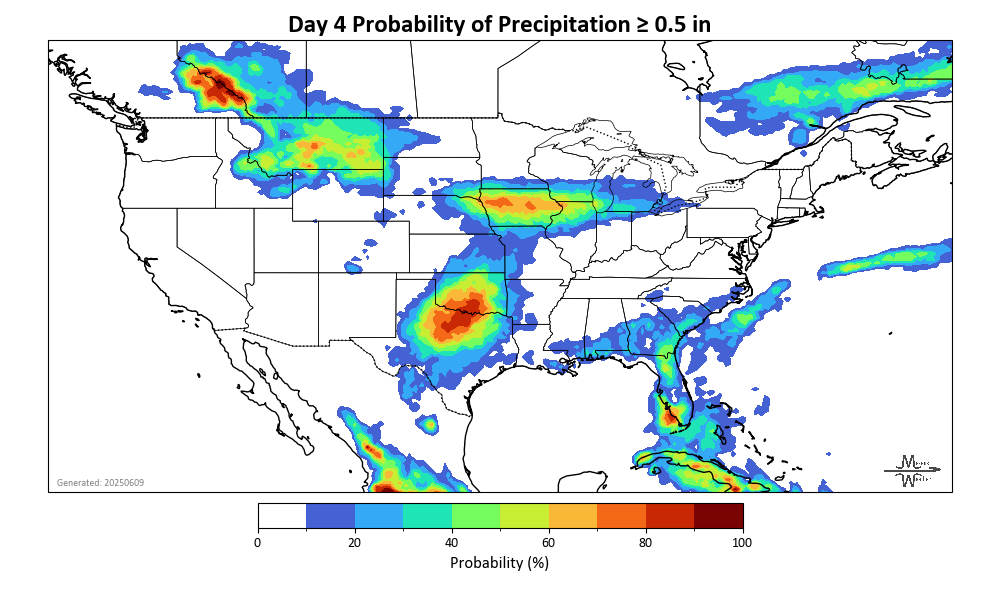 Day 4 Probability of Precipitation ≥ 0.5 in
Generated: 20250609
0 20 40 60 80 100
Probability (%)